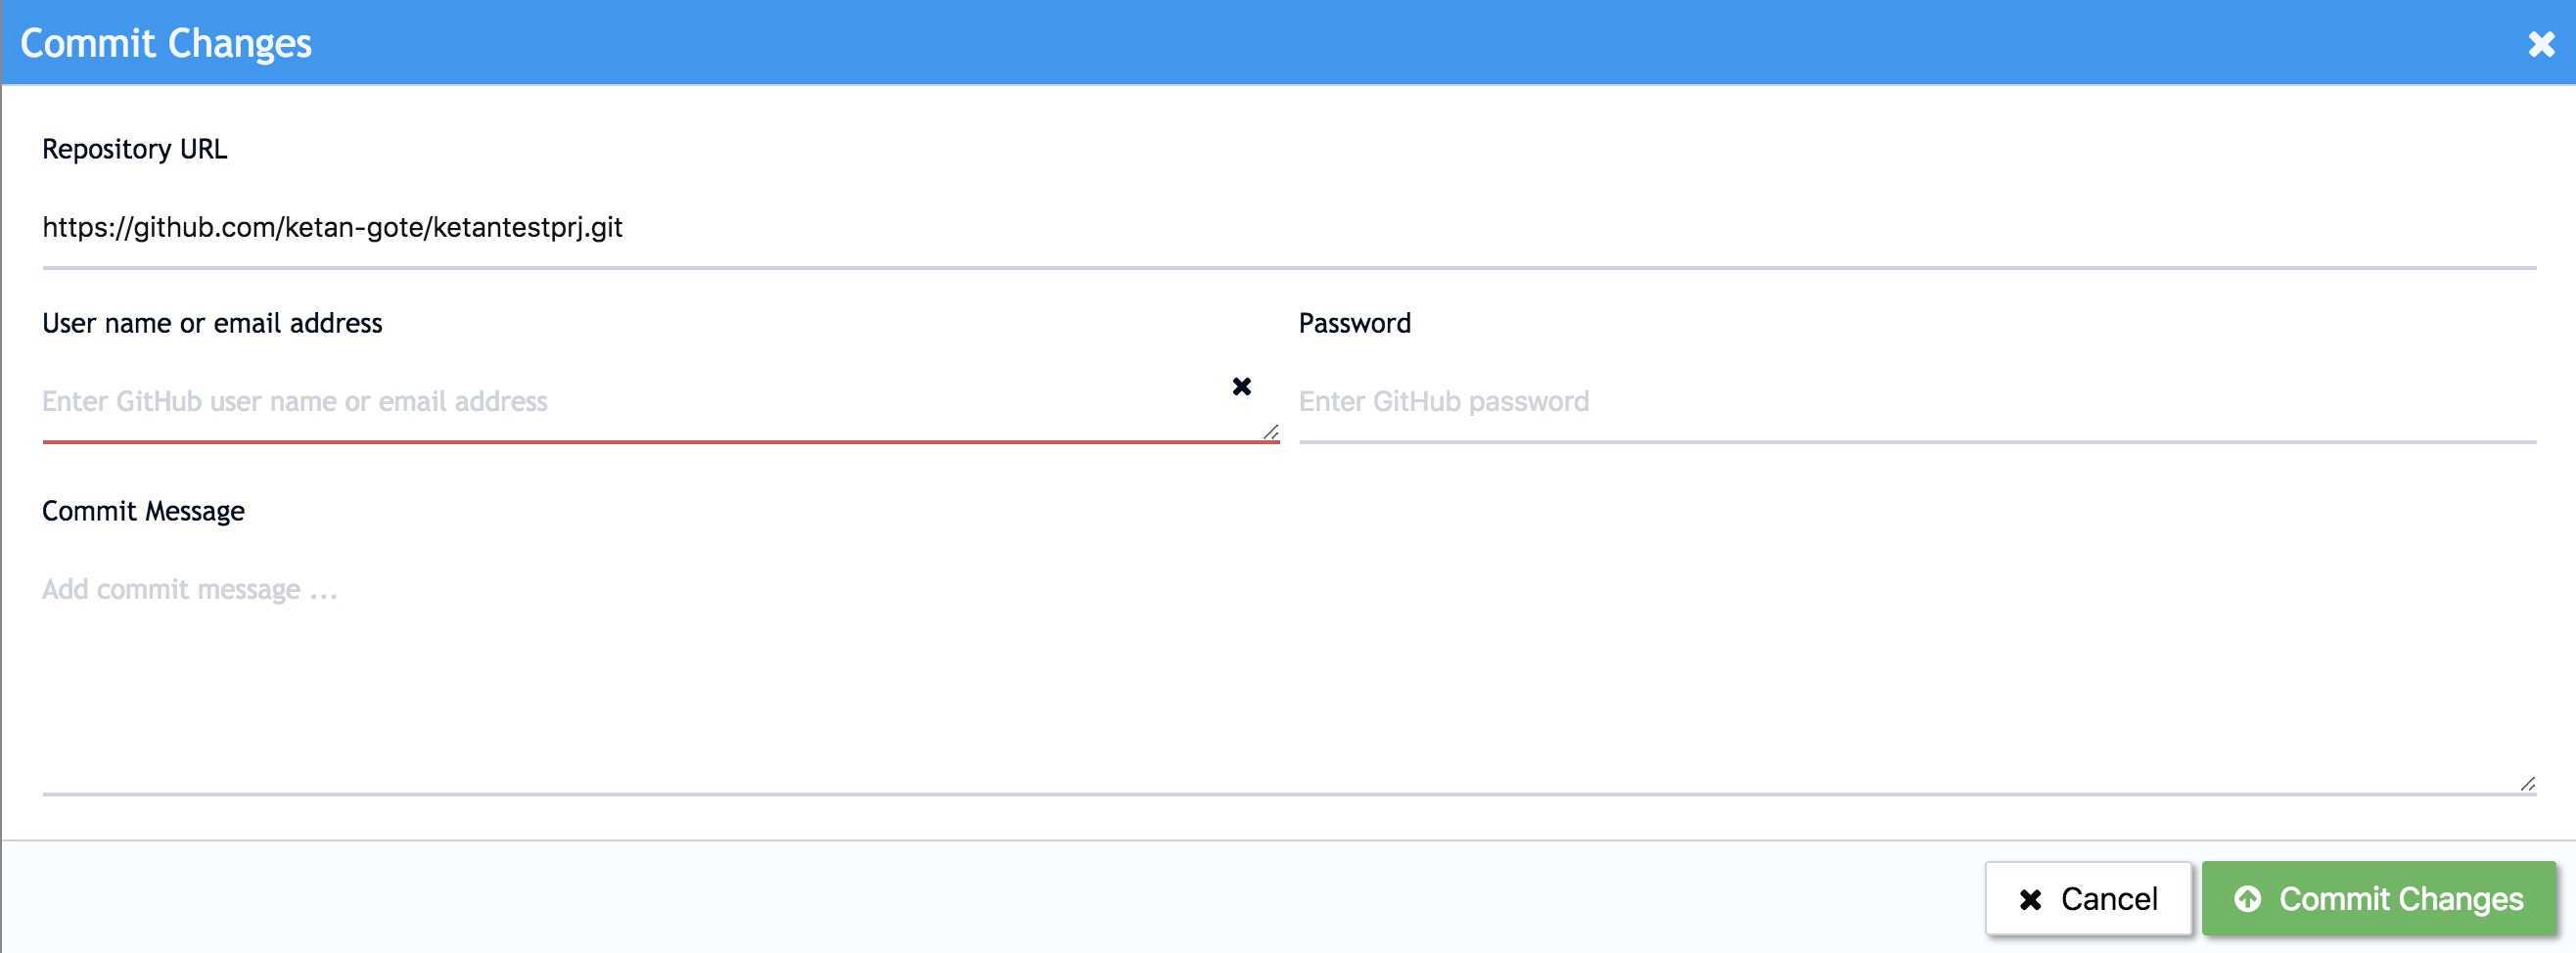 Commit Changes
Repository URL
https://github.com/ketan-gote/ketantestprj.git
User name or email address
Password
Enter GitHub user name or email address
Enter GitHub password
Commit Message
Add commit message ...
Cancel
Commit Changes